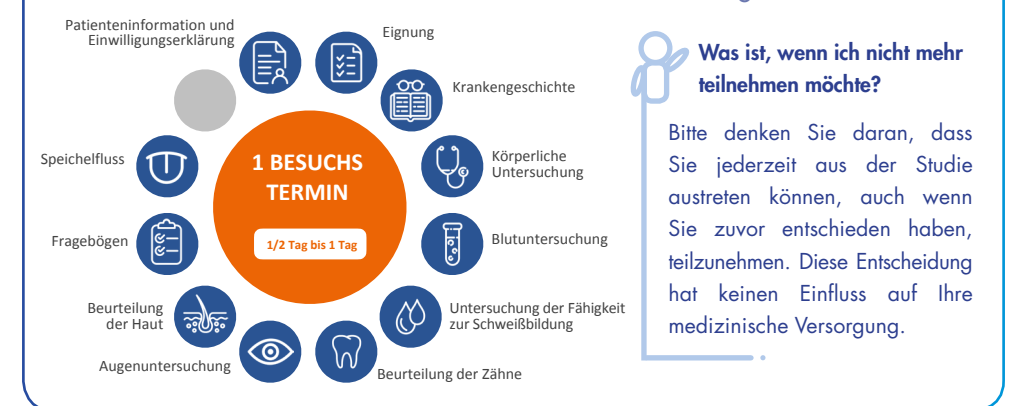 Patienteninformation und
Einwilligungserklärung
Eignung
Krankengeschichte
Körperliche
Untersuchung
Blutuntersuchung
Untersuchung der Fähigkeit
zur Schweißbildung
Beurteilung der Zähne
Augenuntersuchung
Beurteilung
der Haut
Fragebögen
Speichelfluss
1 BESUCHS
TERMIN
1/2 Tag bis 1 Tag
Was ist, wenn ich nicht mehr
teilnehmen möchte?
Bitte denken Sie daran, dass
Sie jederzeit aus der Studie
austreten können, auch wenn
Sie zuvor entschieden haben,
teilzunehmen. Diese Entscheidung
hat keinen Einfluss auf Ihre
medizinische Versorgung.